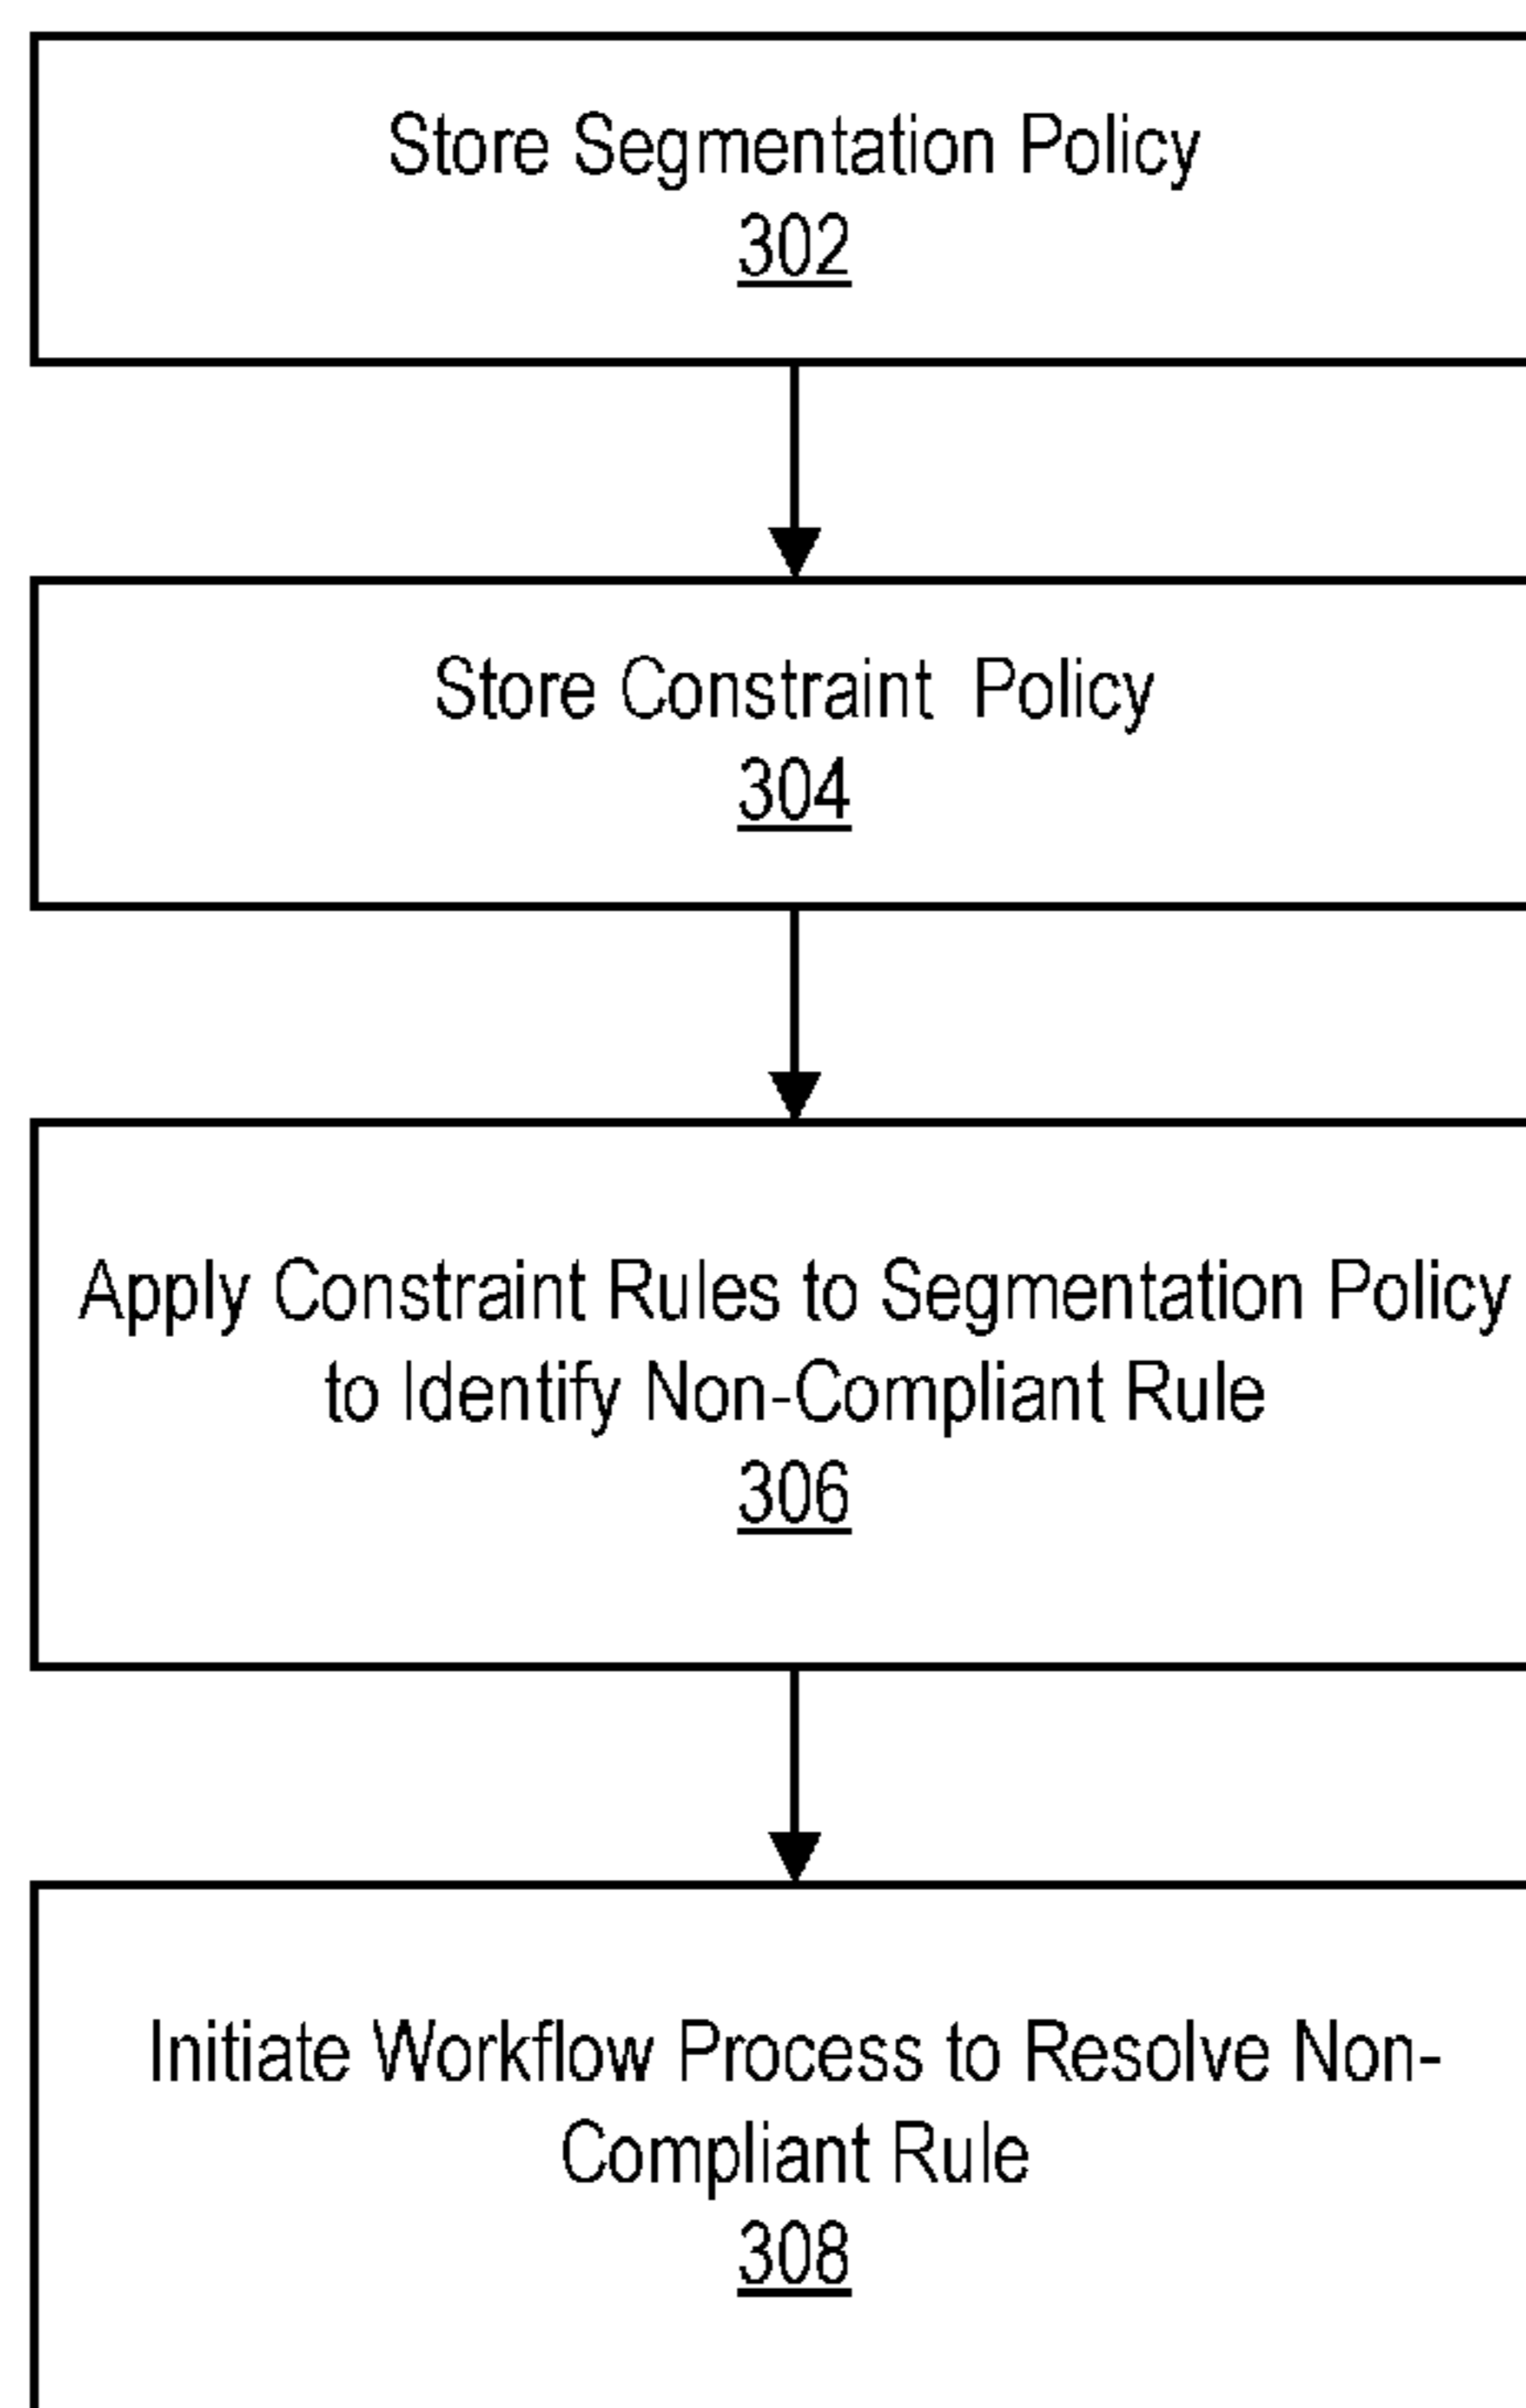 Store Segmentation Policy
302
Store Constraint Policy
304
Apply Constraint Rules to Segmentation Policy
to Identify Non-Compliant Rule
306
Initiate Workflow Process to Resolve Non-
Compliant Rule
308